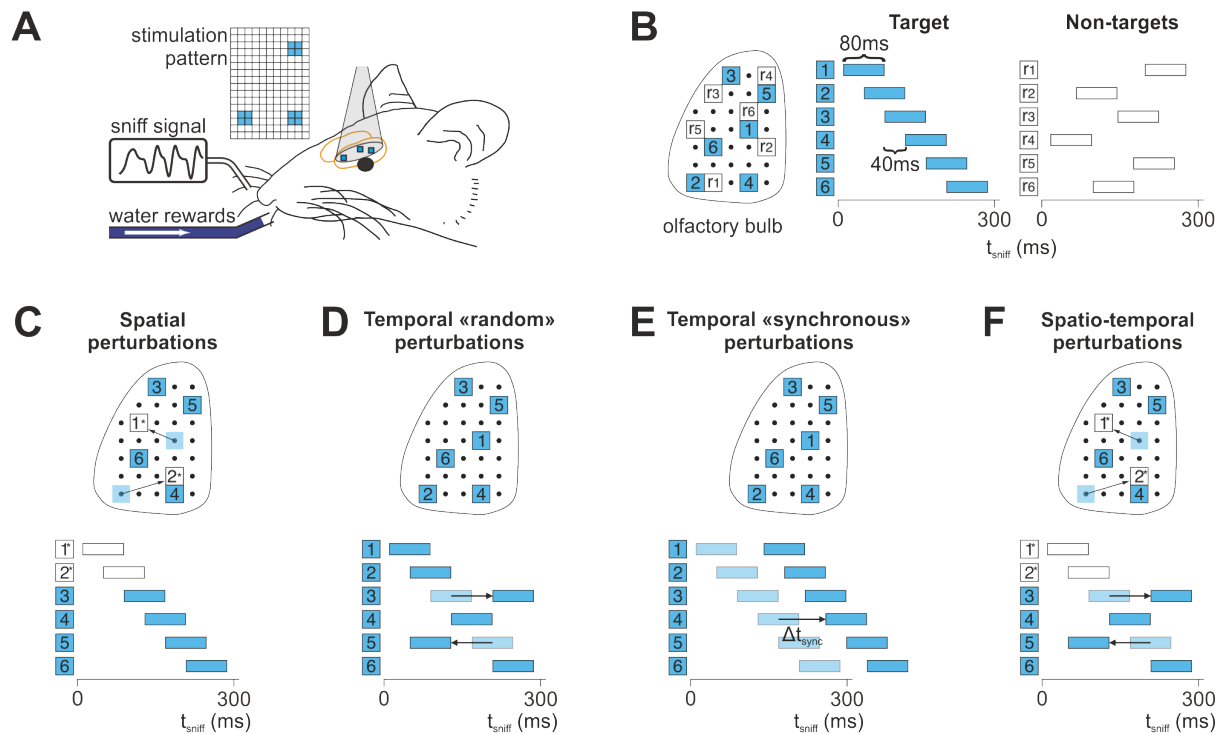 A
stimulation
pattern
sniff signal
water rewards
B
Target
Non-targets
80ms
3
r4
r3
5
r6
1
r5
6
r2
2
r1
4
olfactory bulb
1
2
3
4
5
6
40ms
0
300
r1
r2
r3
r4
r5
r6
0
300
tsniff (ms)
C
Spatial
perturbations
3
5
1*
6
2*
4
1*
2*
3
4
5
6
0
300
tsniff (ms)
D
Temporal «random»
perturbations
3
5
1
6
2
4
1
2
3
4
5
6
0
300
tsniff (ms)
E
Temporal «synchronous»
perturbations
3
5
1
6
2
4
1
2
3
4
5
6
Δtsync
0
300
tsniff (ms)
F
Spatio-temporal
perturbations
3
5
1*
6
2*
4
1*
2*
3
4
5
6
0
300
tsniff (ms)